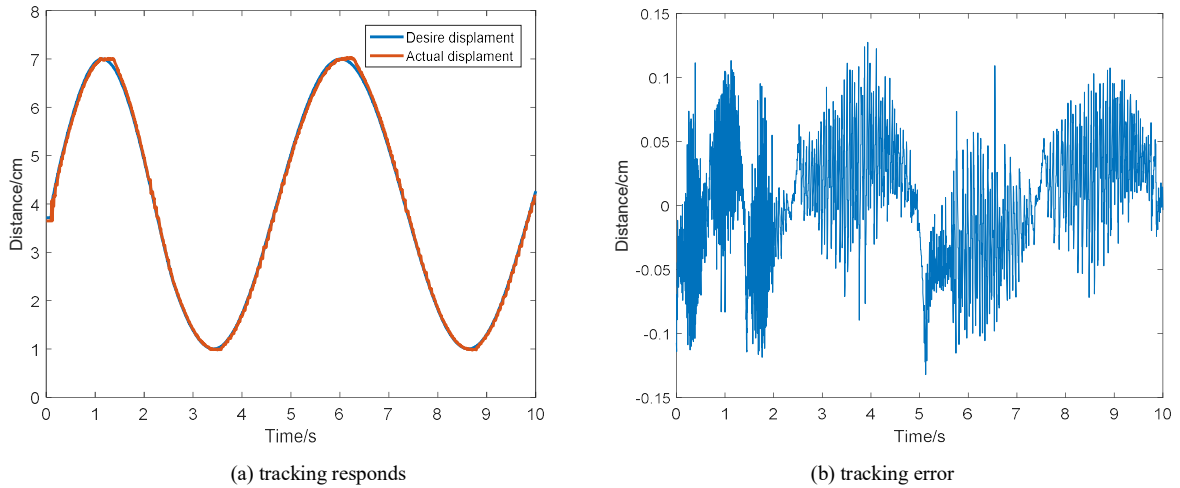 8
7
6
5
4
3
2
1
0
Distance/cm
Desire displament
Actual displament
0 1 2 3 4 5 6 7 8 9 10
Time/s
(a) tracking responds
0.15
0.1
0.05
0
-0.05
-0.1
-0.15
Distance/cm
0 1 2 3 4 5 6 7 8 9 10
Time/s
(b) tracking error